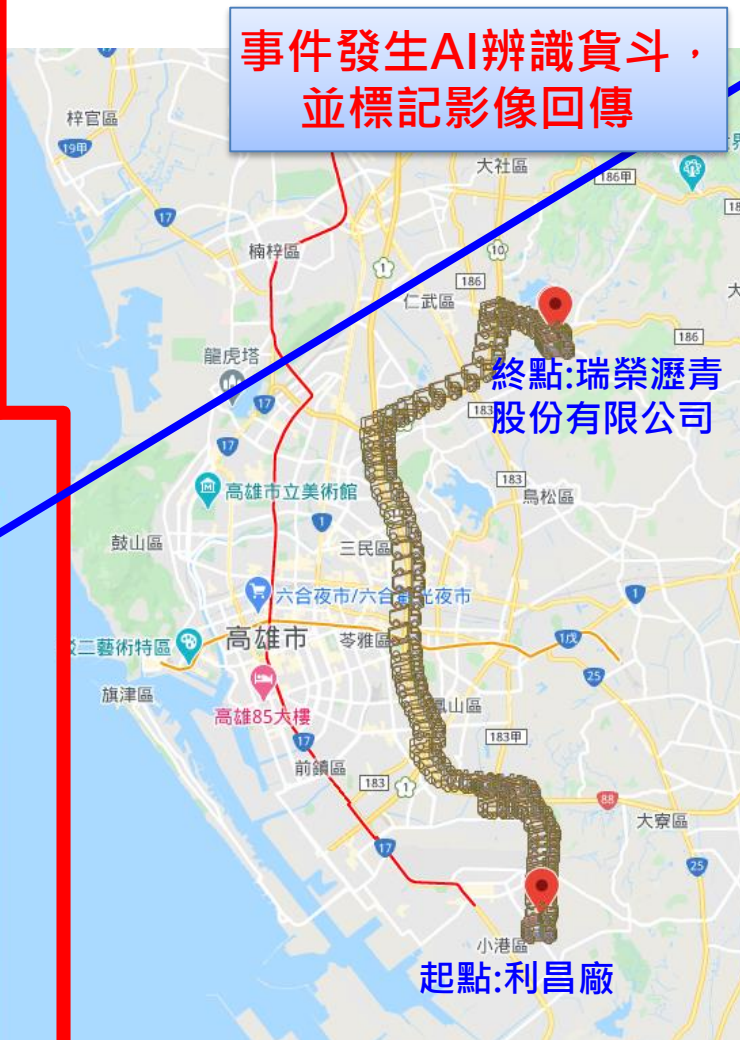 事件發生AI辨識貨斗，
並標記影像回傳
梓官區
19甲
大社區
186甲
17
楠梓區
10
1
186
仁武區
186
龍虎塔
終點:瑞榮瀝青
股份有限公司
17
183
17
高雄市立美術館
183
鳥松區
1
鼓山區
三民區
六合夜市/六合觀光夜市
1
駁二藝術特區
高雄市
苓雅區
1戊
25
旗津區
鳳山區
高雄85大樓
17
183甲
前鎮區
183
1
88
大寮區
17
25
小港區
起點:利昌廠